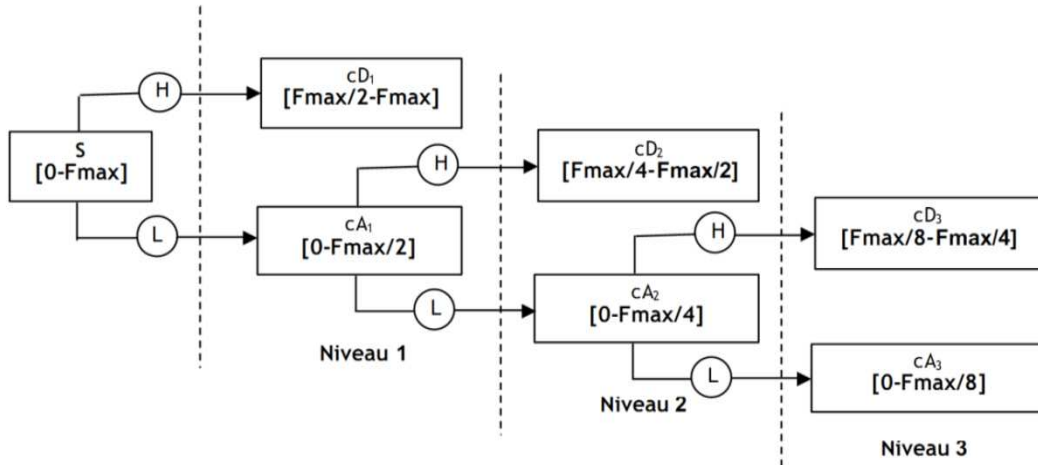 H
cD₁
[Fmax/2-Fmax]
S
[0-Fmax]
H
cD₂
[Fmax/4-Fmax/2]
L
cA₁
[0-Fmax/2]
H
cD₃
[Fmax/8-Fmax/4]
L
cA₂
[0-Fmax/4]
Niveau 1
L
cA₃
[0-Fmax/8]
Niveau 2
Niveau 3